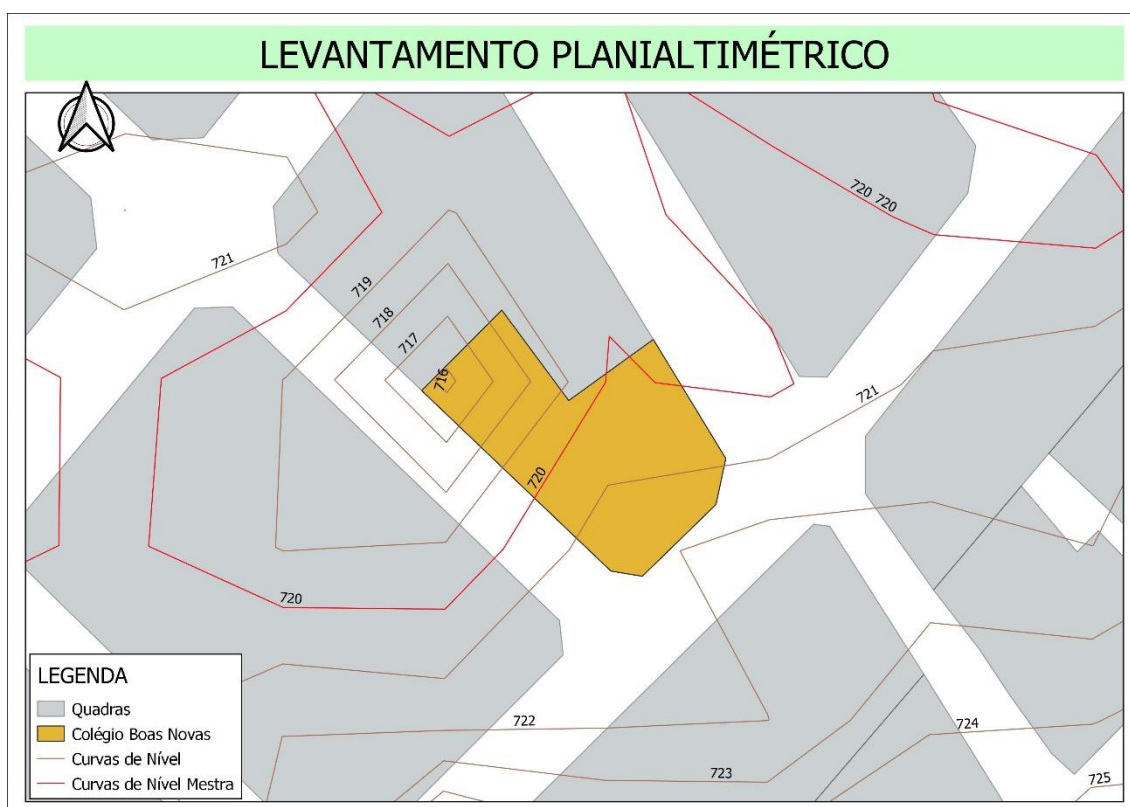 LEVANTAMENTO PLANIALTIMÉTRICO
720 720
721
719
718
717
716
721
720
720
722
723
724
725
LEGENDA
Quadras
Colégio Boas Novas
Curvas de Nível
Curvas de Nível Mestra